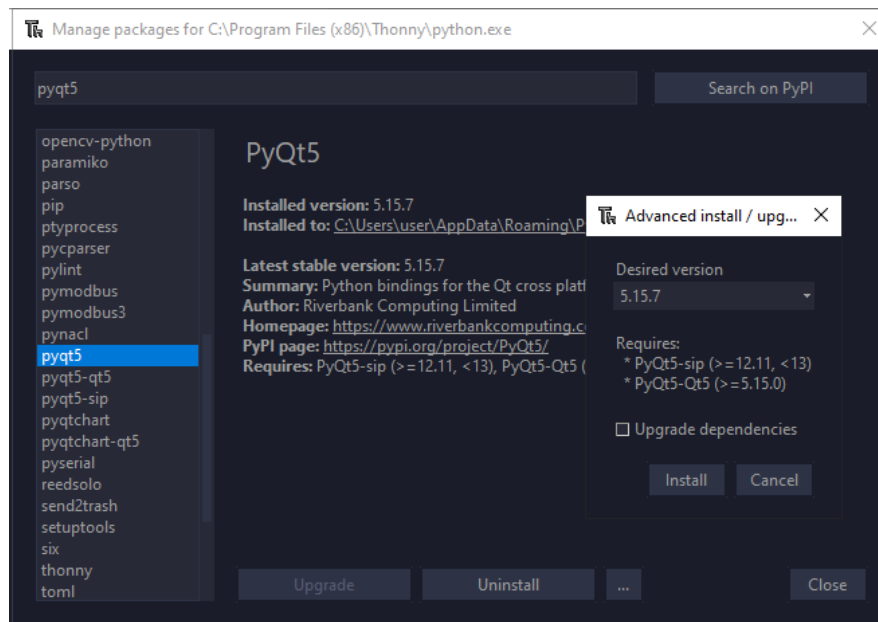 Manage packages for C:\Program Files (x86)\Thonny\python.exe
pyqt5
Search on PyPI
opencv-python
paramiko
parso
pip
ptyprocess
pycparser
pylint
pymodbus
pymodbus3
pynacl
pyqt5
pyqt5-qt5
pyqt5-sip
pyqtchart
pyqtchart-qt5
pyserial
reedsolo
send2trash
setuptools
six
thonny
toml
PyQt5
Installed version: 5.15.7
Installed to: C:\Users\user\AppData\Roaming\P
Latest stable version: 5.15.7
Summary: Python bindings for the Qt cross platf
Author: Riverbank Computing Limited
Homepage: https://www.riverbankcomputing.c
PyPI page: https://pypi.org/project/PyQt5/
Requires: PyQt5-sip (>=12.11, <13), PyQt5-Qt5 (
Advanced install / upg...
Desired version
5.15.7
Requires:
* PyQt5-sip (>=12.11, <13)
* PyQt5-Qt5 (>=5.15.0)
Upgrade dependencies
Install
Cancel
Upgrade
Uninstall
...
Close